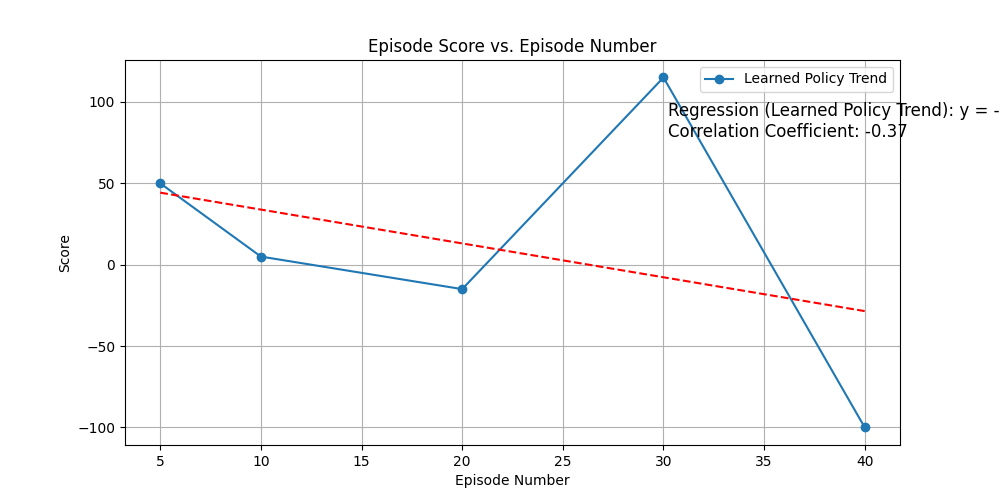 Episode Score vs. Episode Number
Learned Policy Trend
Regression (Learned Policy Trend): y = -
Correlation Coefficient: -0.37
100
50
0
−50
−100
Score
5 10 15 20 25 30 35 40
Episode Number